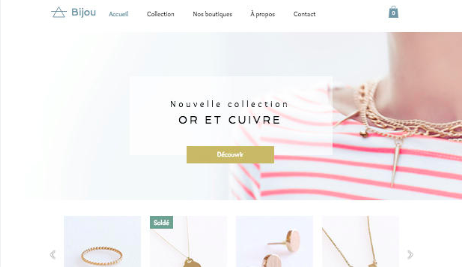 Bijou
Accueil Collection Nos boutiques À propos Contact
0
Nouvelle collection
OR ET CUIVRE
Découvrir
Soldé